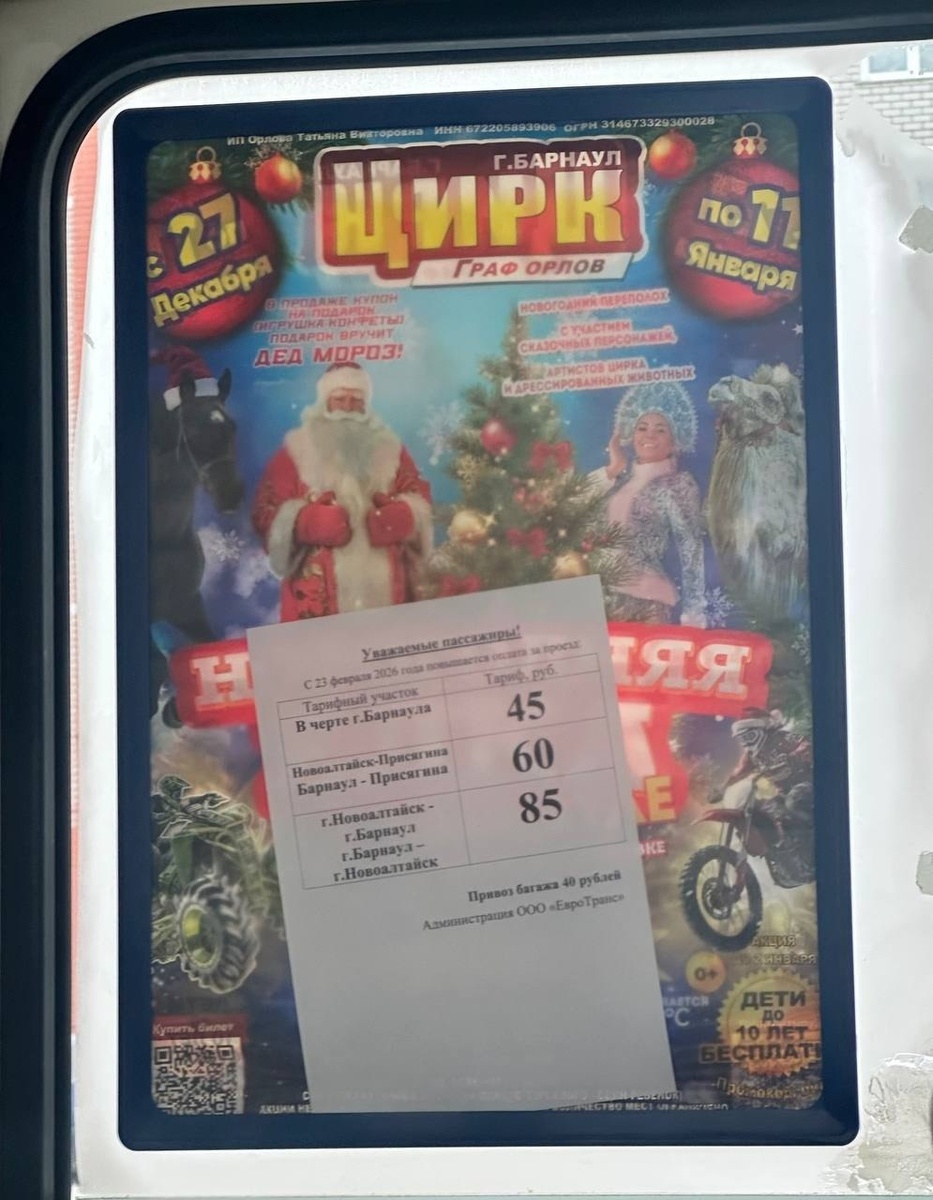 ИП Орлова Татьяна Викторовна ИНН 672205893906 ОГРН 314673329300028
Г.БАРНАУЛ
ЦИРК
ГРАФ ОРЛОВ
с 27
Декабря
по 11
Января
В ПРОДАЖЕ КУПОН
НА ПОДАРОК
(ИГРУШКА КОНФЕТЫ)
ПОДАРОК ВРУЧИТ
ДЕД МОРОЗ!
НОВОГОДНИЙ ПЕРЕПОЛОХ
С УЧАСТИЕМ
СКАЗОЧНЫХ ПЕРСОНАЖЕЙ,
АРТИСТОВ ЦИРКА
И ДРЕССИРОВАННЫХ ЖИВОТНЫХ
Уважаемые пассажиры!
С 23 февраля 2026 года повышается оплата за проезд:
Тарифный участок Тариф, руб.
В черте г.Барнаула 45
Новоалтайск-Присягина
Барнаул - Присягина 60
г.Новоалтайск -
г.Барнаул
г.Барнаул –
г.Новоалтайск 85
Привоз багажа 40 рублей
Администрация ООО «ЕвроТранс»
АКЦИЯ
0+
ДЕТИ
ДО
10 ЛЕТ
БЕСПЛАТ
Купить билет